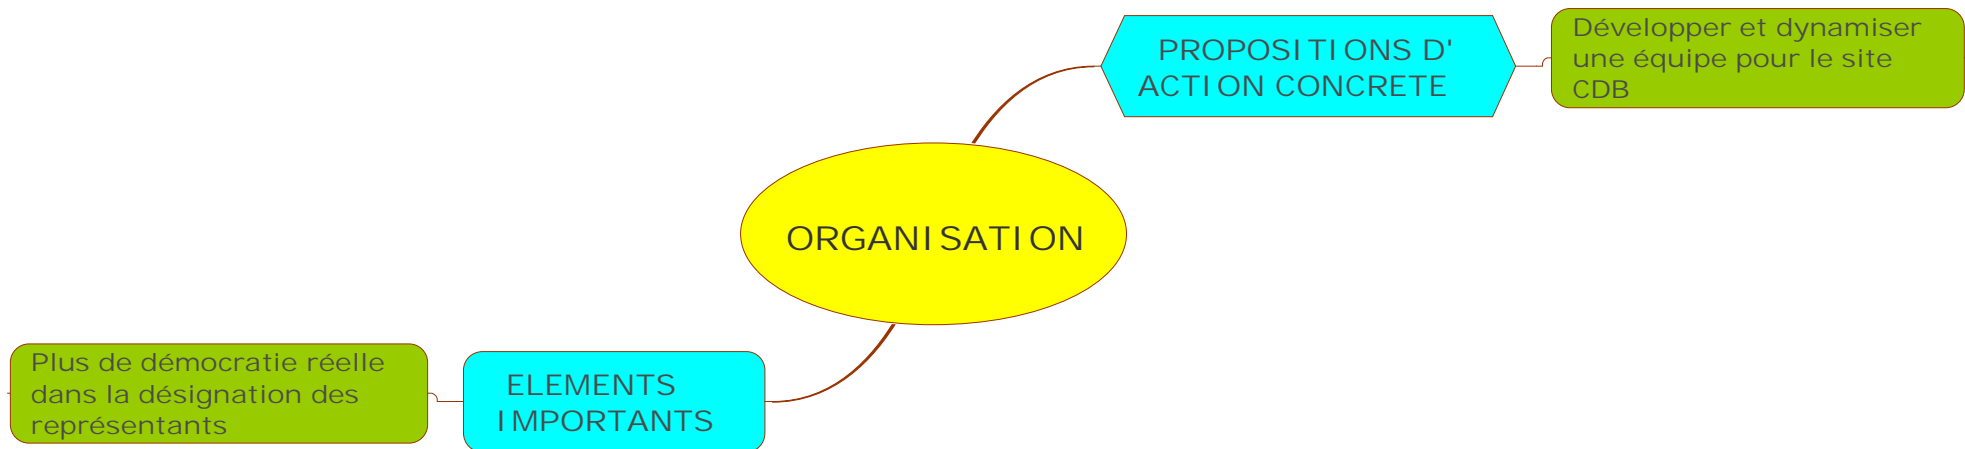 PROPOSITIONS D'
ACTION CONCRETE
Développer et dynamiser
une équipe pour le site
CDB
ORGANISATION
Plus de démocratie réelle
dans la désignation des
représentants
ELEMENTS
IMPORTANTS